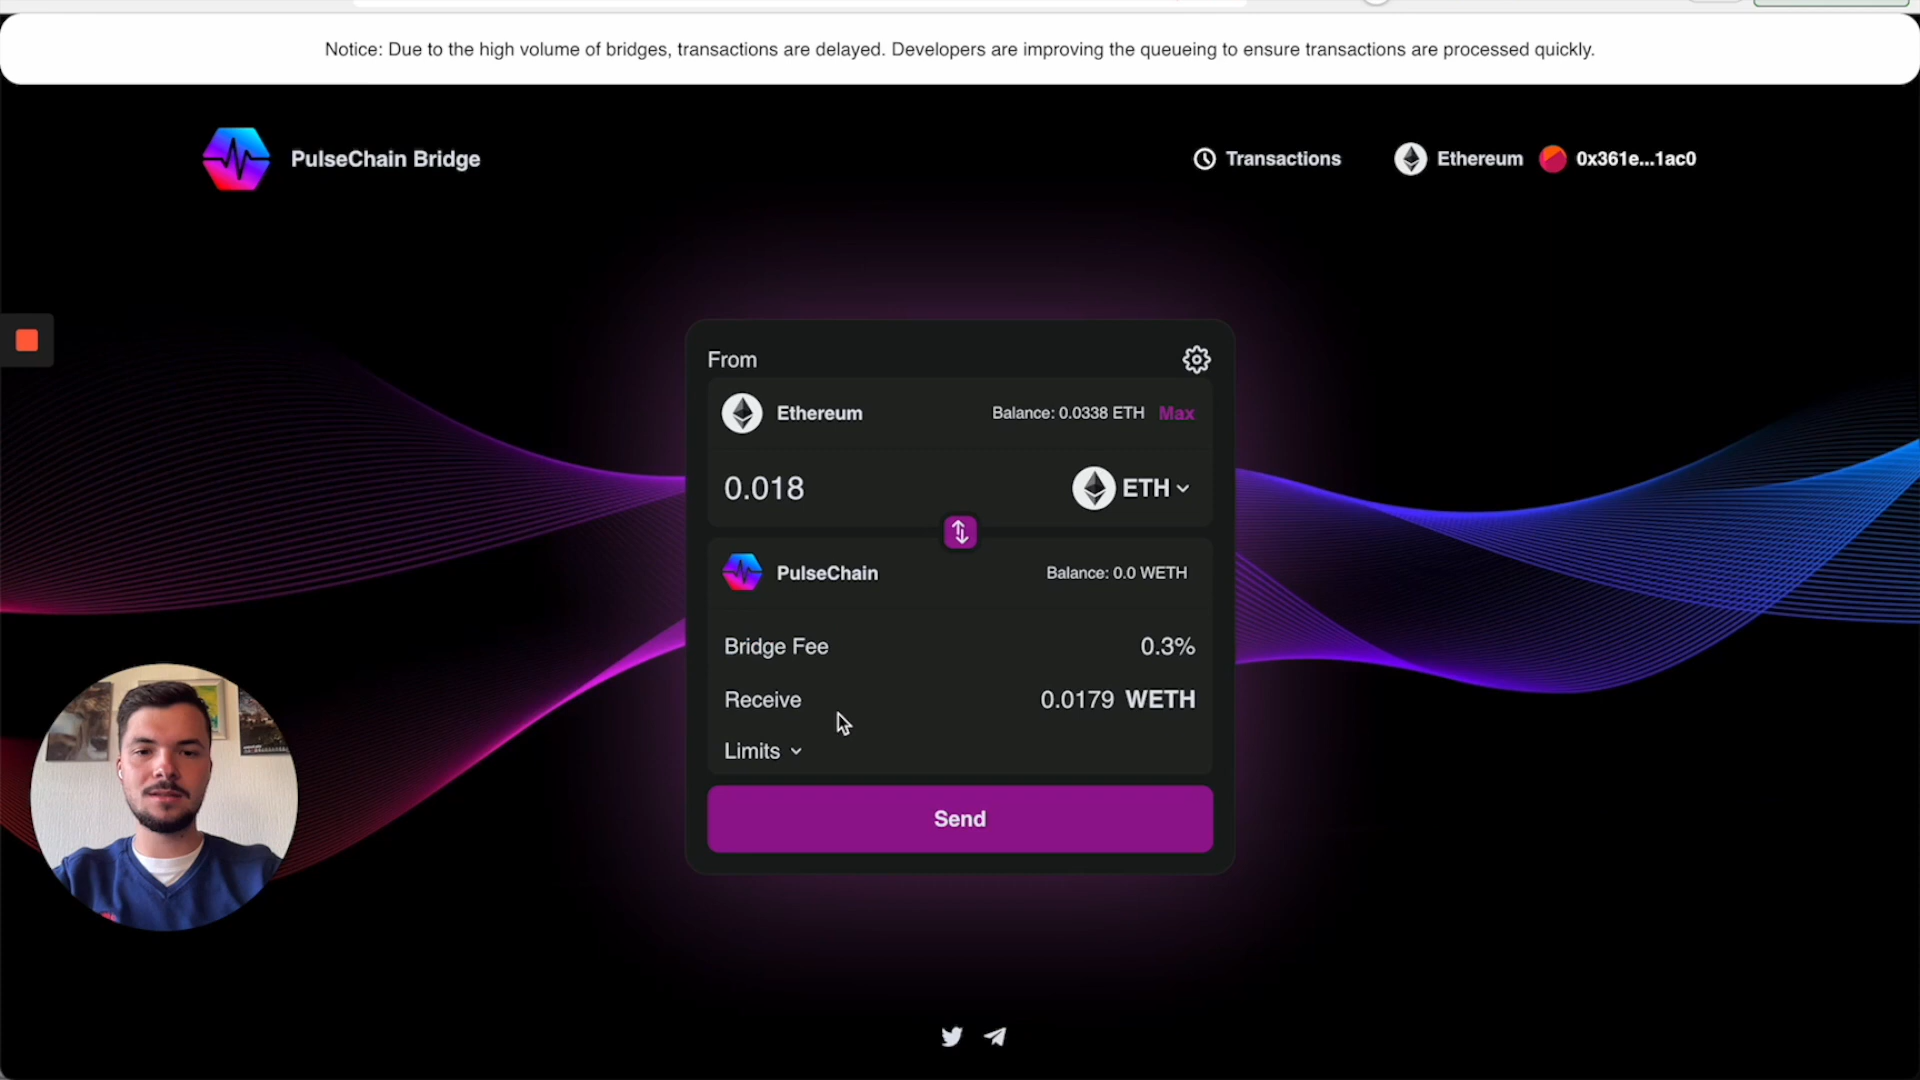 Notice: Due to the high volume of bridges, transactions are delayed. Developers are improving the queueing to ensure transactions are processed quickly.
PulseChain Bridge
Transactions
Ethereum
0x361e...1ac0
From
Ethereum
Balance: 0.0338 ETH Max
0.018
ETH
PulseChain
Balance: 0.0 WETH
Bridge Fee
0.3%
Receive
0.0179 WETH
Limits
Send